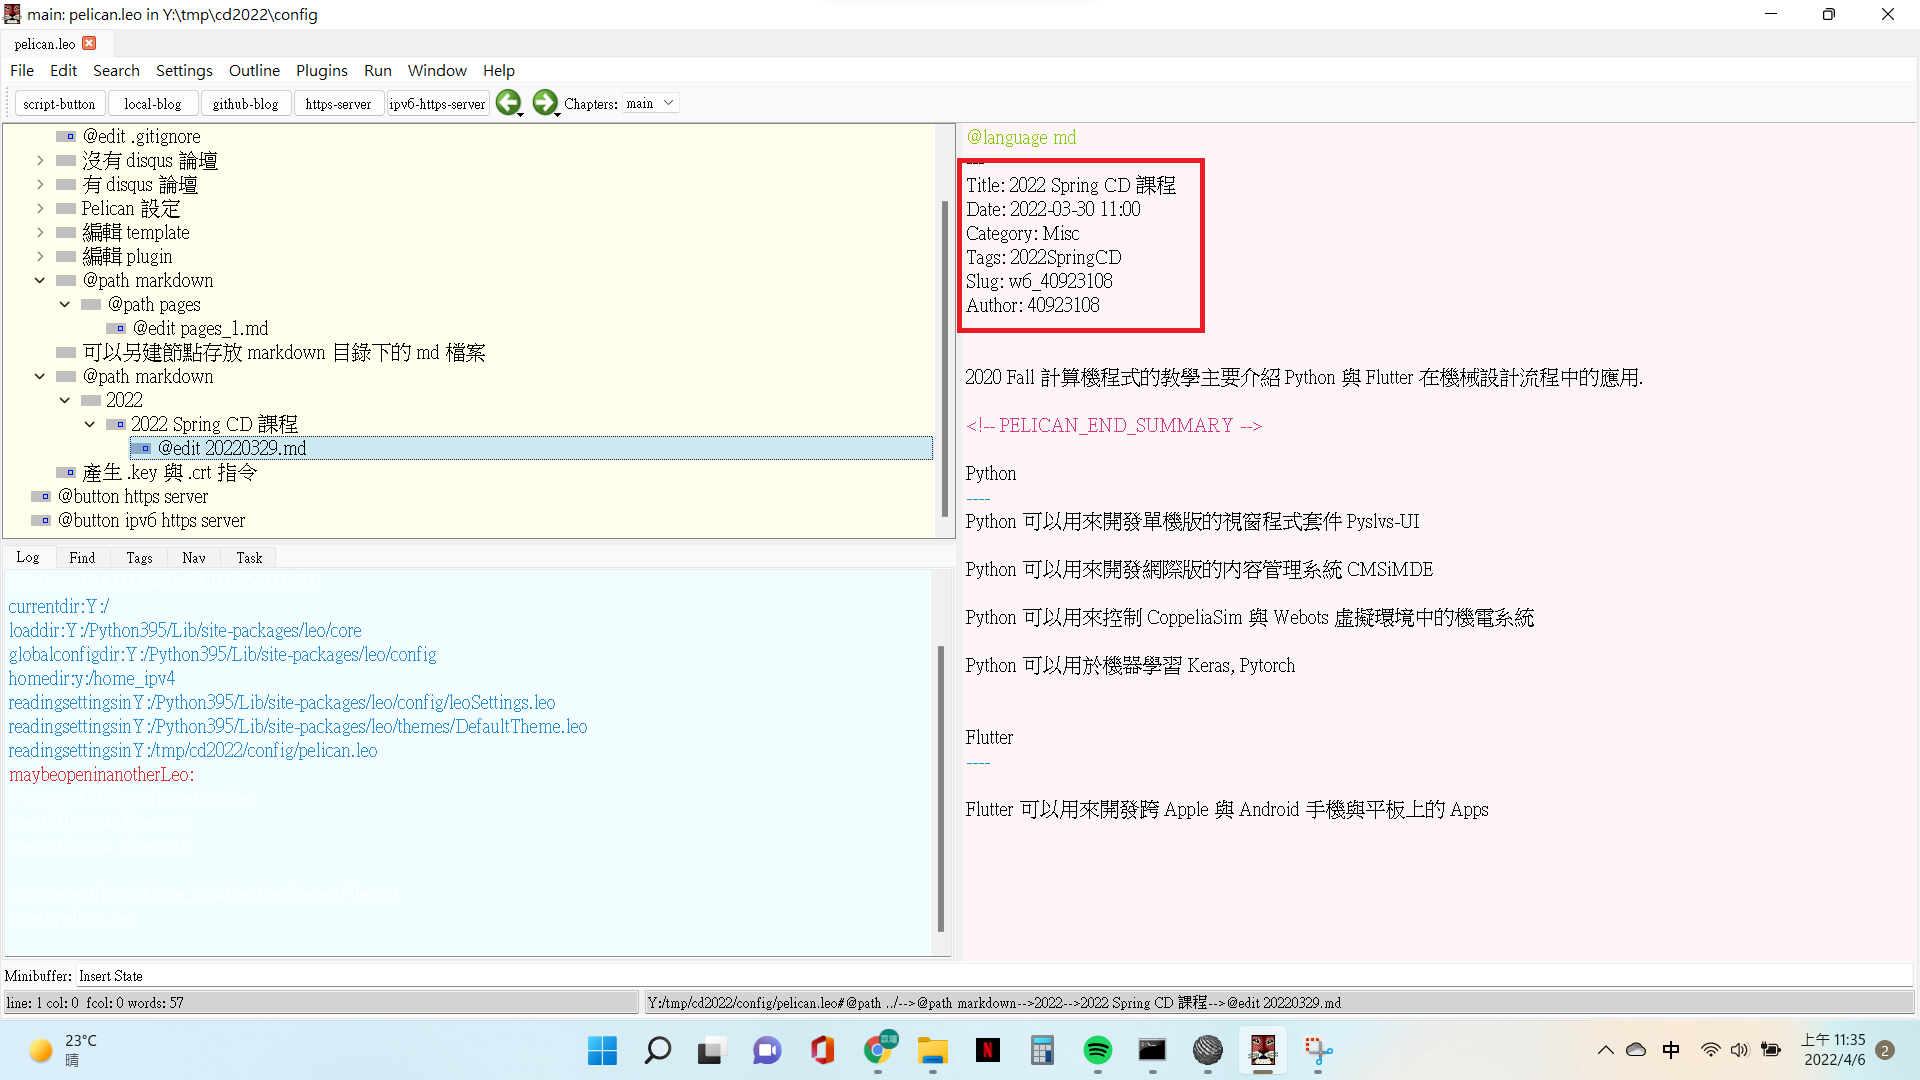 main: pelican.leo in Y:\tmp\cd2022\config
pelican.leo
File Edit Search Settings Outline Plugins Run Window Help
script-button local-blog github-blog https-server ipv6-https-server Chapters: main
@edit .gitignore
沒有 disqus 論壇
有 disqus 論壇
Pelican 設定
編輯 template
編輯 plugin
@path markdown
@path pages
@edit pages_1.md
可以另建節點存放 markdown 目錄下的 md 檔案
@path markdown
2022
2022 Spring CD 課程
@edit 20220329.md
產生 .key 與 .crt 指令
@button https server
@button ipv6 https server
Log Find Tags Nav Task
currentdir:Y:/
loaddir:Y:/Python395/Lib/site-packages/leo/core
globalconfigdir:Y:/Python395/Lib/site-packages/leo/config
homedir:y:/home_ipv4
readingsettingsinY:/Python395/Lib/site-packages/leo/config/leoSettings.leo
readingsettingsinY:/Python395/Lib/site-packages/leo/themes/DefaultTheme.leo
readingsettingsinY:/tmp/cd2022/config/pelican.leo
maybeopeninanotherLeo:
@language md
---
Title: 2022 Spring CD 課程
Date: 2022-03-30 11:00
Category: Misc
Tags: 2022SpringCD
Slug: w6_40923108
Author: 40923108
2020 Fall 計算機程式的教學主要介紹 Python 與 Flutter 在機械設計流程中的應用.
<!-- PELICAN_END_SUMMARY -->
Python
----
Python 可以用來開發單機版的視窗程式套件 Pyslvs-UI
Python 可以用來開發網際版的內容管理系統 CMSiMDE
Python 可以用來控制 CoppeliaSim 與 Webots 虛擬環境中的機電系統
Python 可以用於機器學習 Keras, Pytorch
Flutter
----
Flutter 可以用來開發跨 Apple 與 Android 手機與平板上的 Apps
Minibuffer: Insert State
line: 1 col: 0 fcol: 0 words: 57
Y:/tmp/cd2022/config/pelican.leo#@path ../-->@path markdown-->2022-->2022 Spring CD 課程-->@edit 20220329.md
23°C
晴
中
上午 11:35
2022/4/6
2